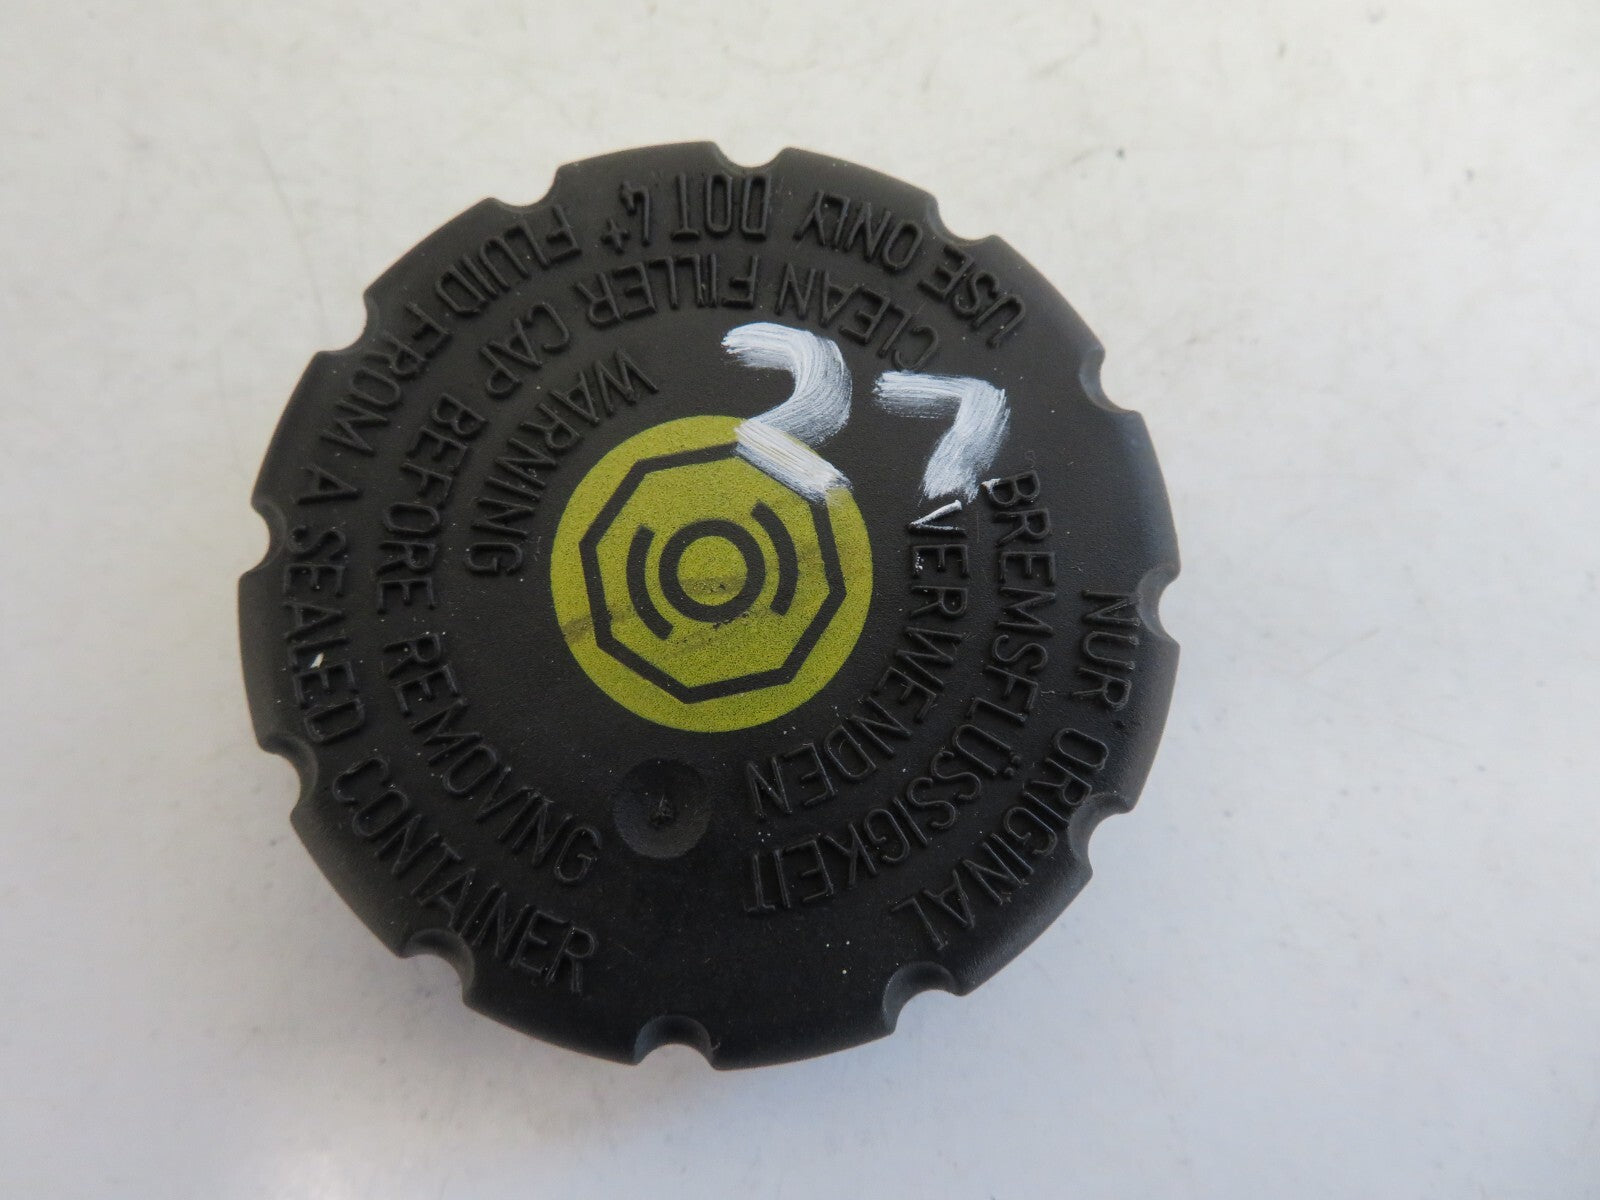 USE ONLY DOT 4+ FLUID FROM A SEALED CONTAINER
CLEAN FILLER CAP BEFORE REMOVING
WARNING
27
NUR ORIGINAL
BREMSFLÜSSIGKEIT
VERWENDEN